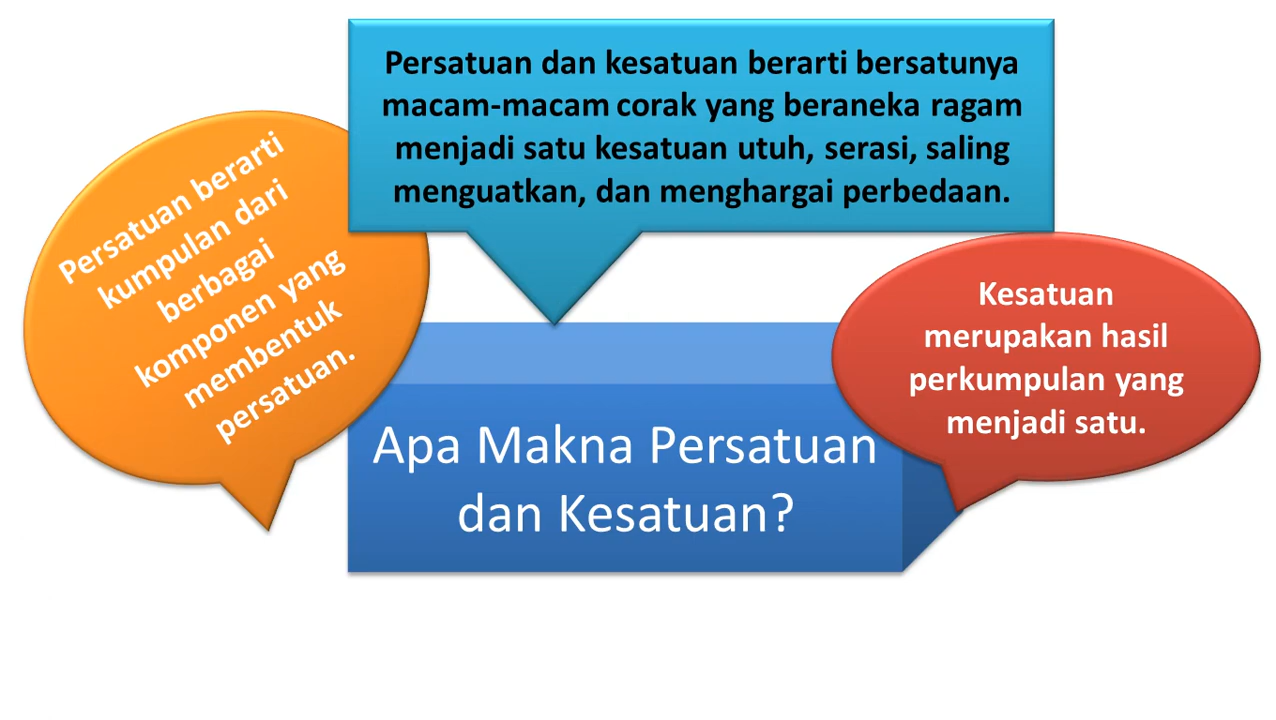 Persatuan dan kesatuan berarti bersatunya
macam-macam corak yang beraneka ragam
menjadi satu kesatuan utuh, serasi, saling
menguatkan, dan menghargai perbedaan.
Persatuan berarti
kumpulan dari
berbagai
komponen yang
membentuk
persatuan.
Kesatuan
merupakan hasil
perkumpulan yang
menjadi satu.
Apa Makna Persatuan
dan Kesatuan?